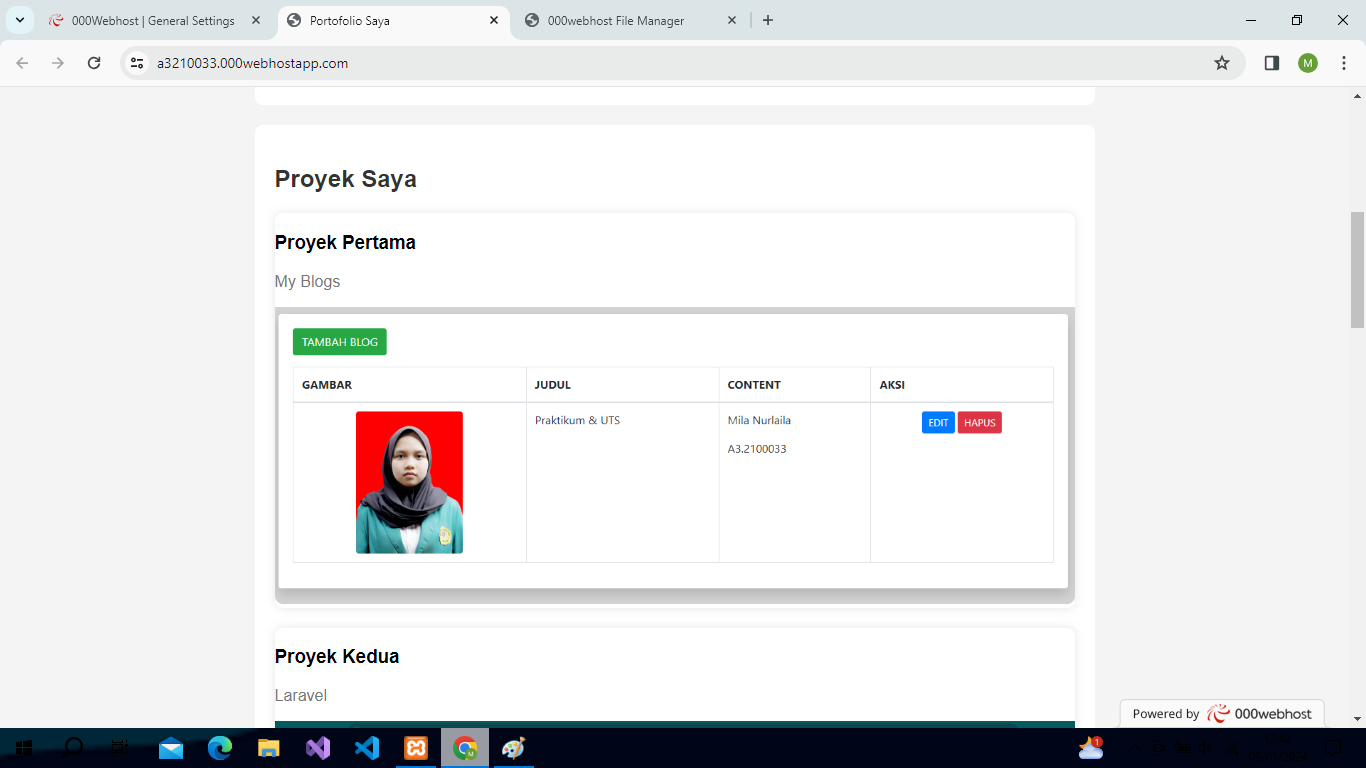 000Webhost | General Settings
Portofolio Saya
000webhost File Manager
a3210033.000webhostapp.com
M
Proyek Saya
Proyek Pertama
My Blogs
TAMBAH BLOG
GAMBAR JUDUL CONTENT AKSI
Praktikum & UTS Mila Nurlaila EDIT HAPUS
A3.2100033
Proyek Kedua
Laravel
Powered by 000webhost
M
1